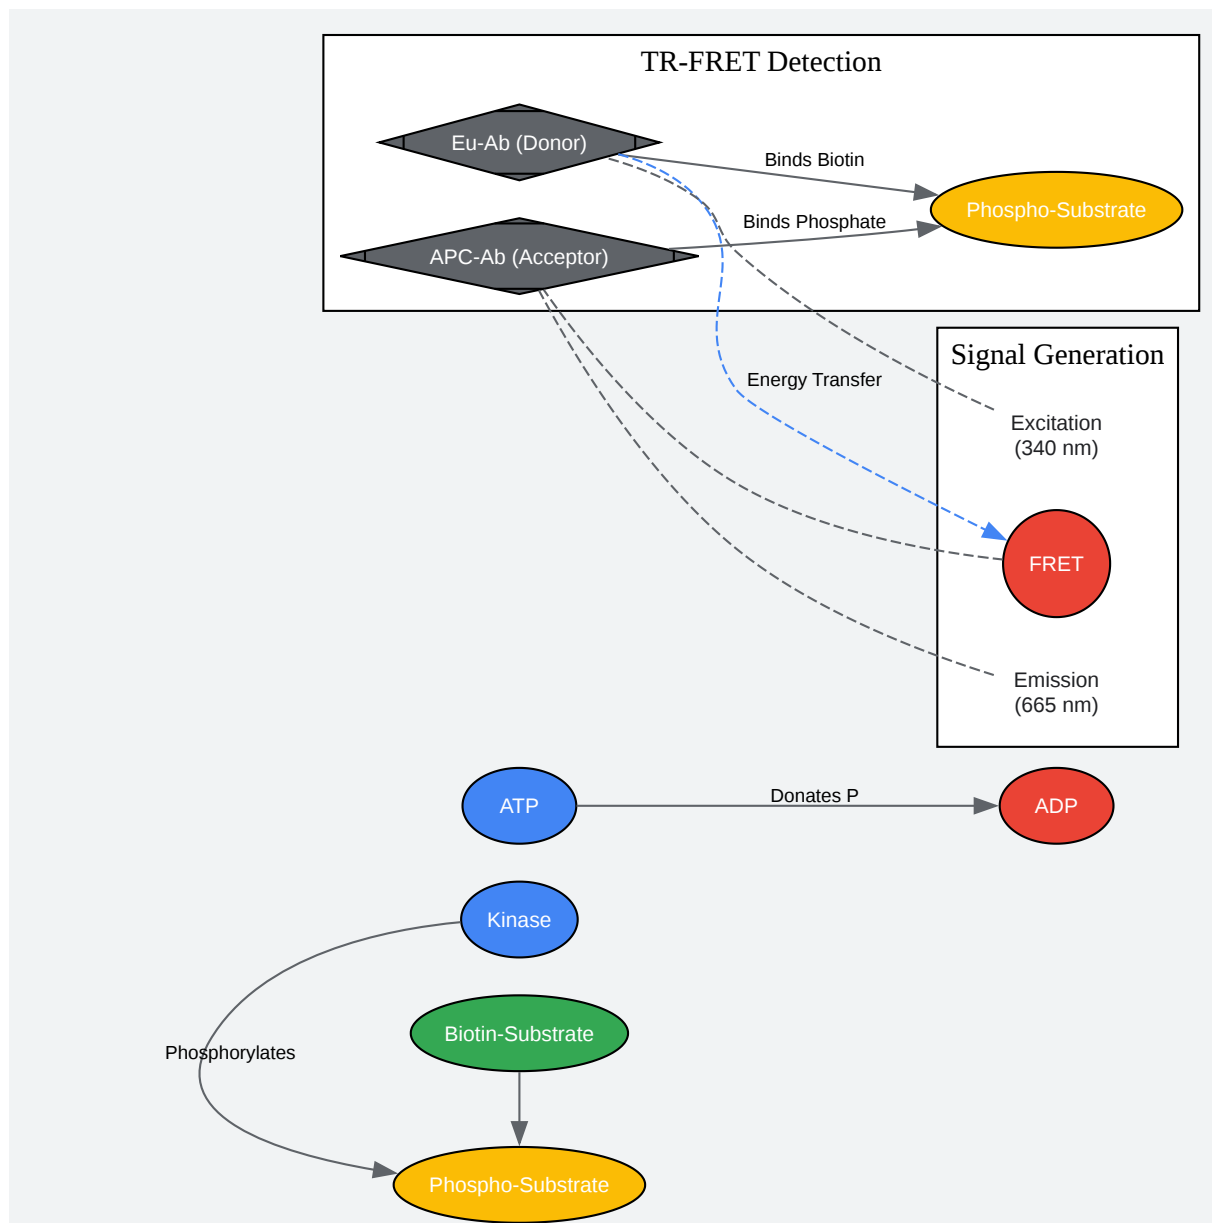 TR-FRET Detection
Eu-Ab (Donor)
Binds Biotin
Phospho-Substrate
Binds Phosphate
APC-Ab (Acceptor)
Signal Generation
Energy Transfer
Excitation
(340 nm)
FRET
Emission
(665 nm)
ATP
Donates P
ADP
Kinase
Biotin-Substrate
Phosphorylates
Phospho-Substrate